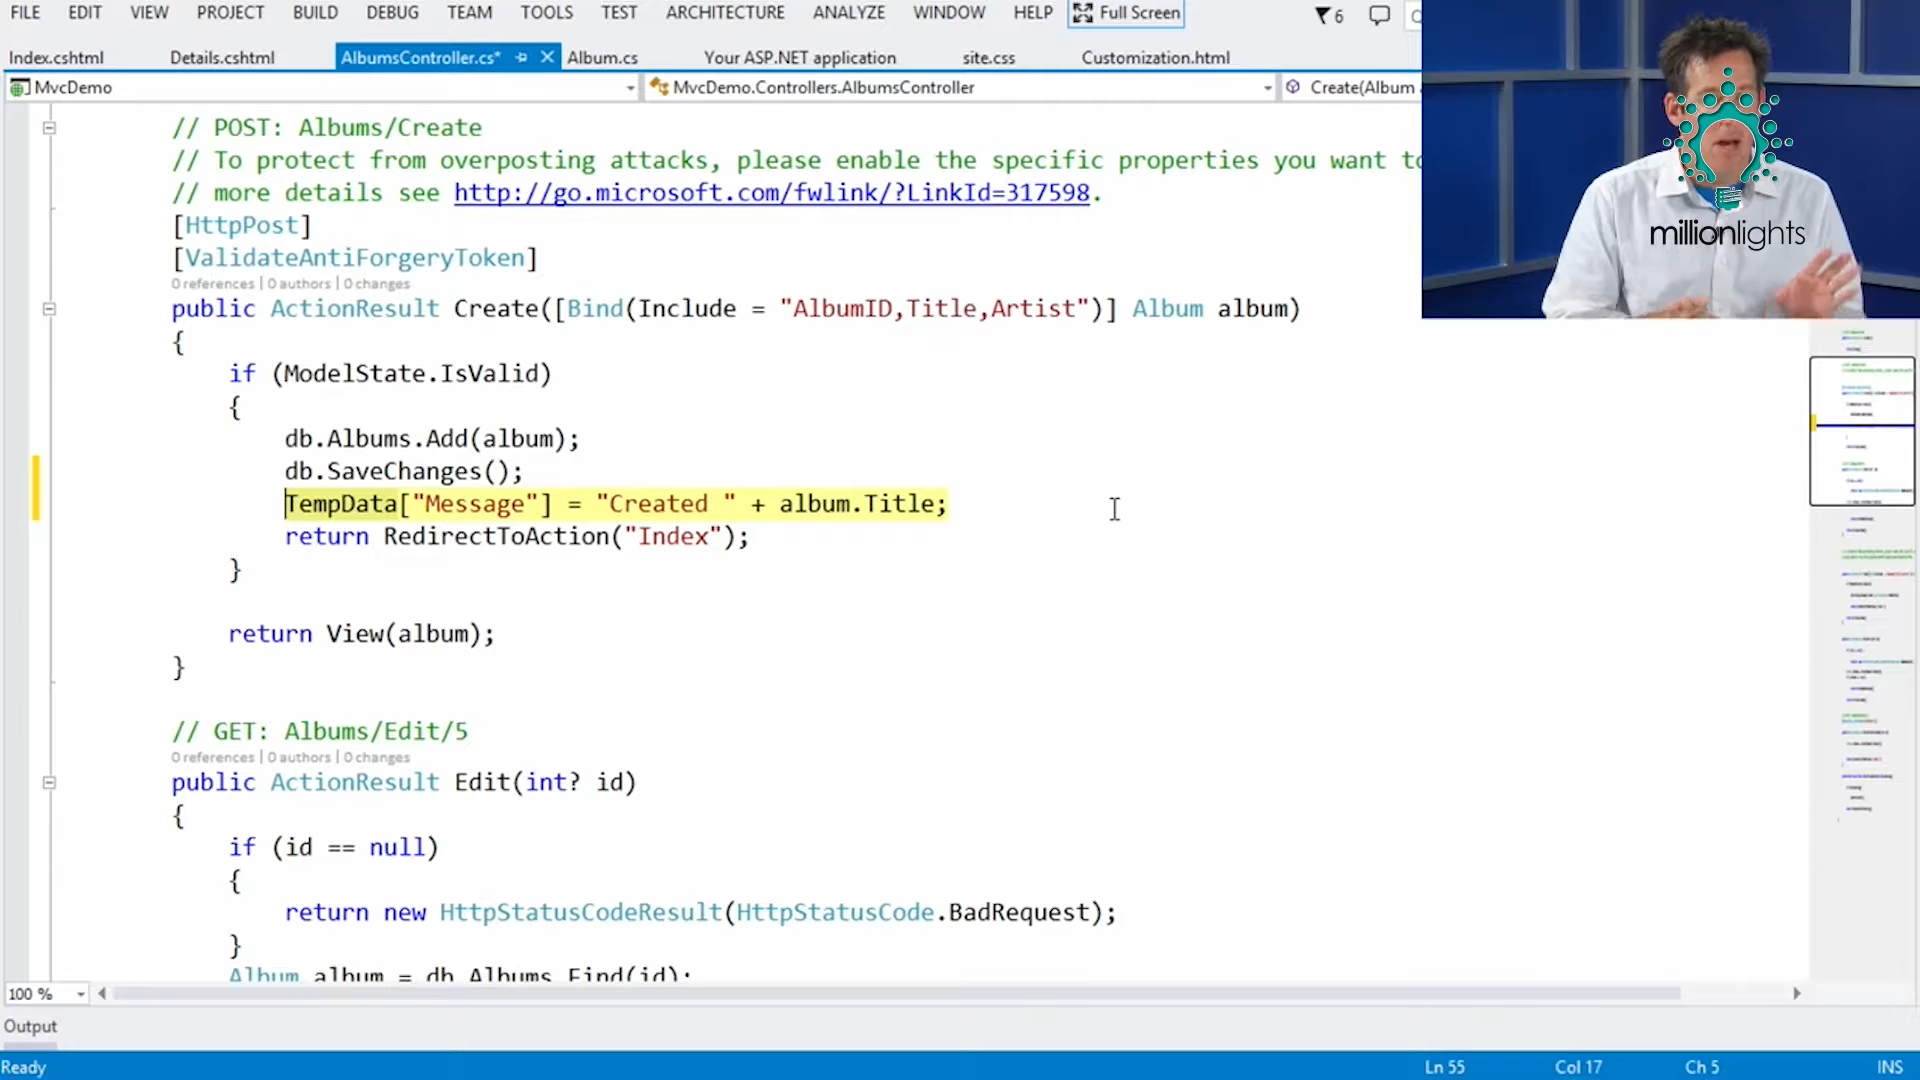 FILE EDIT VIEW PROJECT BUILD DEBUG TEAM TOOLS TEST ARCHITECTURE ANALYZE WINDOW HELP Full Screen 6
Index.cshtml Details.cshtml AlbumsController.cs* Album.cs Your ASP.NET application site.css Customization.html
MvcDemo MvcDemo.Controllers.AlbumsController Create(Album
// POST: Albums/Create
// To protect from overposting attacks, please enable the specific properties you want to
// more details see http://go.microsoft.com/fwlink/?LinkId=317598.
[HttpPost]
[ValidateAntiForgeryToken]
0 references | 0 authors | 0 changes
public ActionResult Create([Bind(Include = "AlbumID,Title,Artist")] Album album)
{
if (ModelState.IsValid)
{
db.Albums.Add(album);
db.SaveChanges();
TempData["Message"] = "Created " + album.Title;
return RedirectToAction("Index");
}
return View(album);
}
// GET: Albums/Edit/5
0 references | 0 authors | 0 changes
public ActionResult Edit(int? id)
{
if (id == null)
{
return new HttpStatusCodeResult(HttpStatusCode.BadRequest);
}
Album album = db.Albums.Find(id);
100 %
Output
Ready Ln 55 Col 17 Ch 5 INS
millionlights